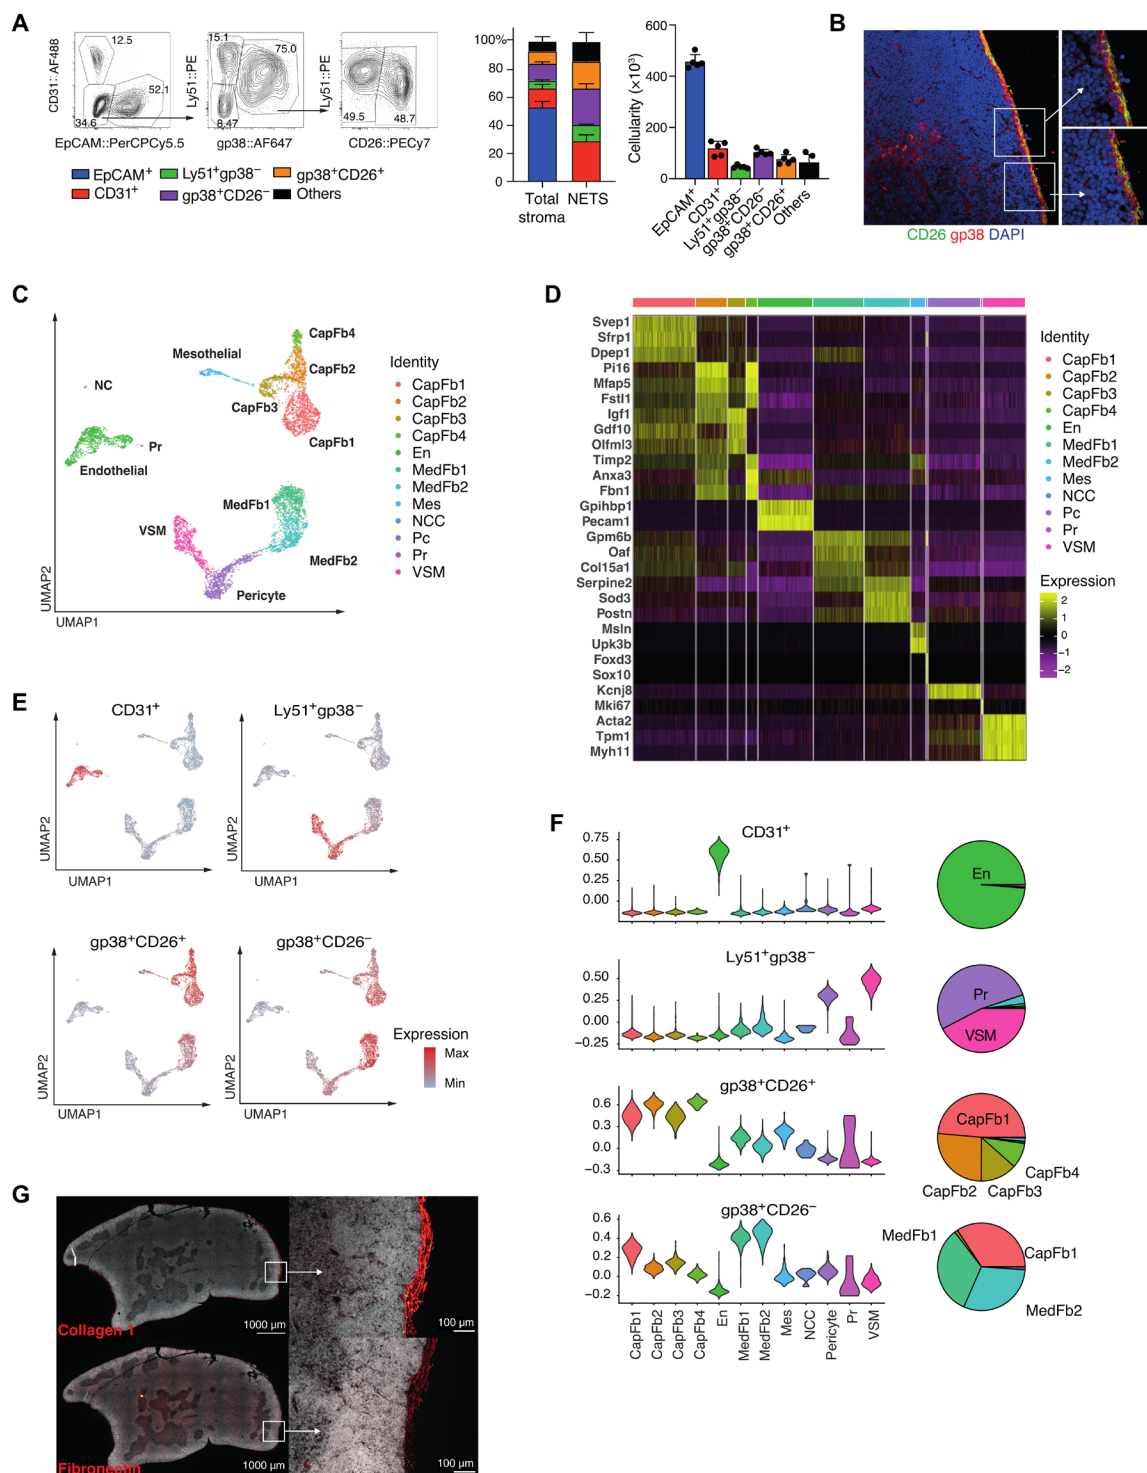 A
CD31:: AF488
12.5
52.1
34.6
EpCAM::PerCPCy5.5
Ly51::PE
15.1
75.0
8.47
gp38::AF647
Ly51::PE
49.5
48.7
CD26::PECy7
EpCAM⁺
CD31⁺
Ly51⁺gp38⁻
gp38⁺CD26⁻
gp38⁺CD26⁺
Others
100%
80
60
40
20
0
Total stroma
NETS
Cellularity (×10³)
600
400
200
0
EpCAM⁺
CD31⁺
Ly51⁺gp38⁻
gp38⁺CD26⁻
gp38⁺CD26⁺
Others
B
CD26 gp38 DAPI
C
UMAP2
UMAP1
CapFb4
Mesothelial
CapFb2
NC
CapFb3
CapFb1
Pr
Endothelial
MedFb1
VSM
MedFb2
Pericyte
Identity
CapFb1
CapFb2
CapFb3
CapFb4
En
MedFb1
MedFb2
Mes
NCC
Pc
Pr
VSM
D
Svep1
Sfrp1
Dpep1
Pi16
Mfap5
Fstl1
Igf1
Gdf10
Olfml3
Timp2
Anxa3
Fbn1
Gpihbp1
Pecam1
Gpm6b
Oaf
Col15a1
Serpine2
Sod3
Postn
Msln
Upk3b
Foxd3
Sox10
Kcnj8
Mki67
Acta2
Tpm1
Myh11
Identity
CapFb1
CapFb2
CapFb3
CapFb4
En
MedFb1
MedFb2
Mes
NCC
Pc
Pr
VSM
Expression
2
1
0
−1
−2
E
CD31⁺
UMAP2
UMAP1
Ly51⁺gp38⁻
UMAP2
UMAP1
gp38⁺CD26⁺
UMAP2
UMAP1
gp38⁺CD26⁻
UMAP2
UMAP1
Expression
Max
Min
F
CD31⁺
0.75
0.50
0.25
0.00
En
Ly51⁺gp38⁻
0.50
0.25
0.00
−0.25
Pr
VSM
gp38⁺CD26⁺
0.6
0.3
0.0
−0.3
CapFb1
CapFb4
CapFb2
CapFb3
gp38⁺CD26⁻
0.6
0.4
0.2
0.0
−0.2
MedFb1
CapFb1
MedFb2
CapFb1
CapFb2
CapFb3
CapFb4
En
MedFb1
MedFb2
Mes
NCC
Pericyte
Pr
VSM
G
Collagen 1
1000 µm
100 µm
Fibronectin
1000 µm
100 µm